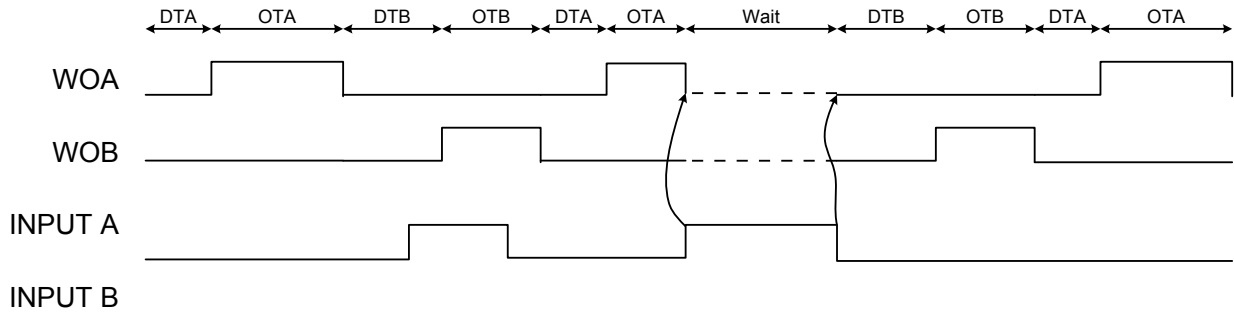 DTA OTA DTB OTB DTA OTA Wait DTB OTB DTA OTA
WOA
WOB
INPUT A
INPUT B